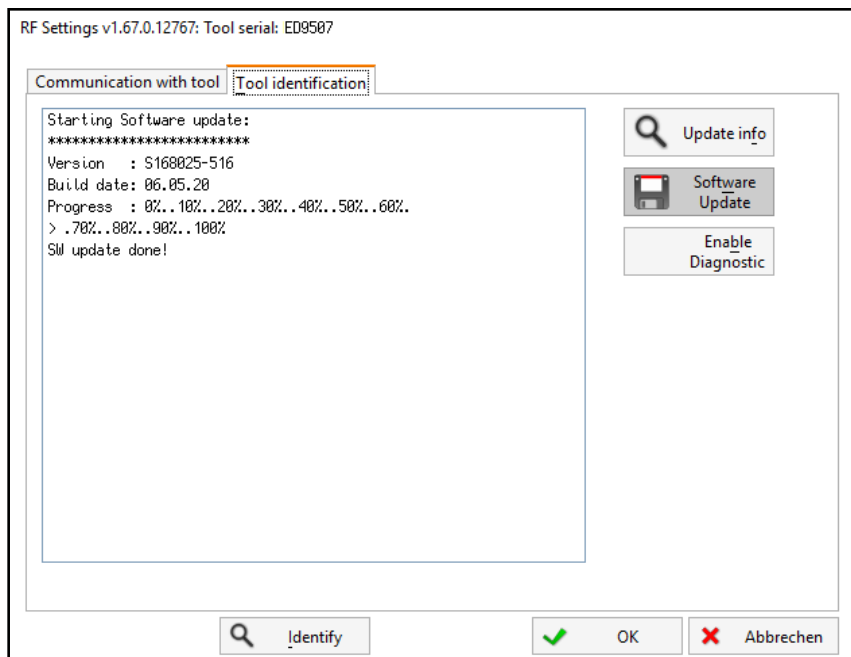 RF Settings v1.67.0.12767: Tool serial: ED9507
Communication with tool
Tool identification
Starting Software update:
*************************
Version   : S168025-516
Build date: 06.05.20
Progress  : 0%..10%..20%..30%..40%..50%..60%.
> .70%..80%..90%..100%
SW update done!
Update info
Software
Update
Enable
Diagnostic
Identify
OK
Abbrechen